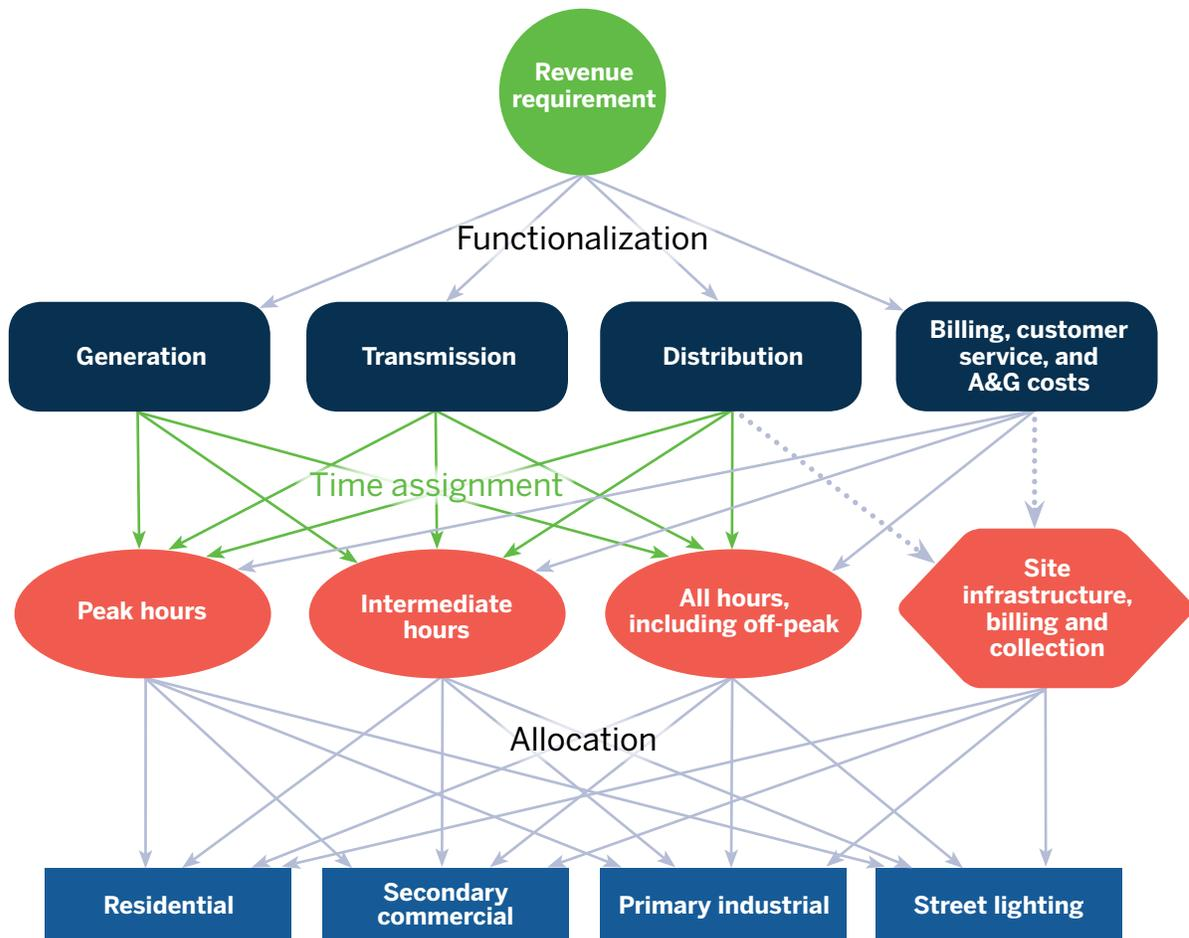 Revenue
requirement
Functionalization
Generation
Transmission
Distribution
Billing, customer
service, and
A&G costs
Time assignment
Peak hours
Intermediate
hours
All hours,
including off-peak
Site
infrastructure,
billing and
collection
Allocation
Residential
Secondary
commercial
Primary industrial
Street lighting